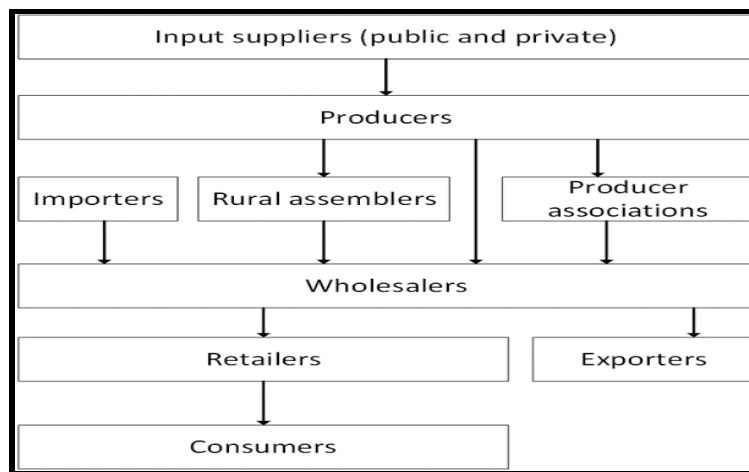 Input suppliers (public and private)
Producers
Importers
Rural assemblers
Producer
associations
Wholesalers
Retailers
Exporters
Consumers